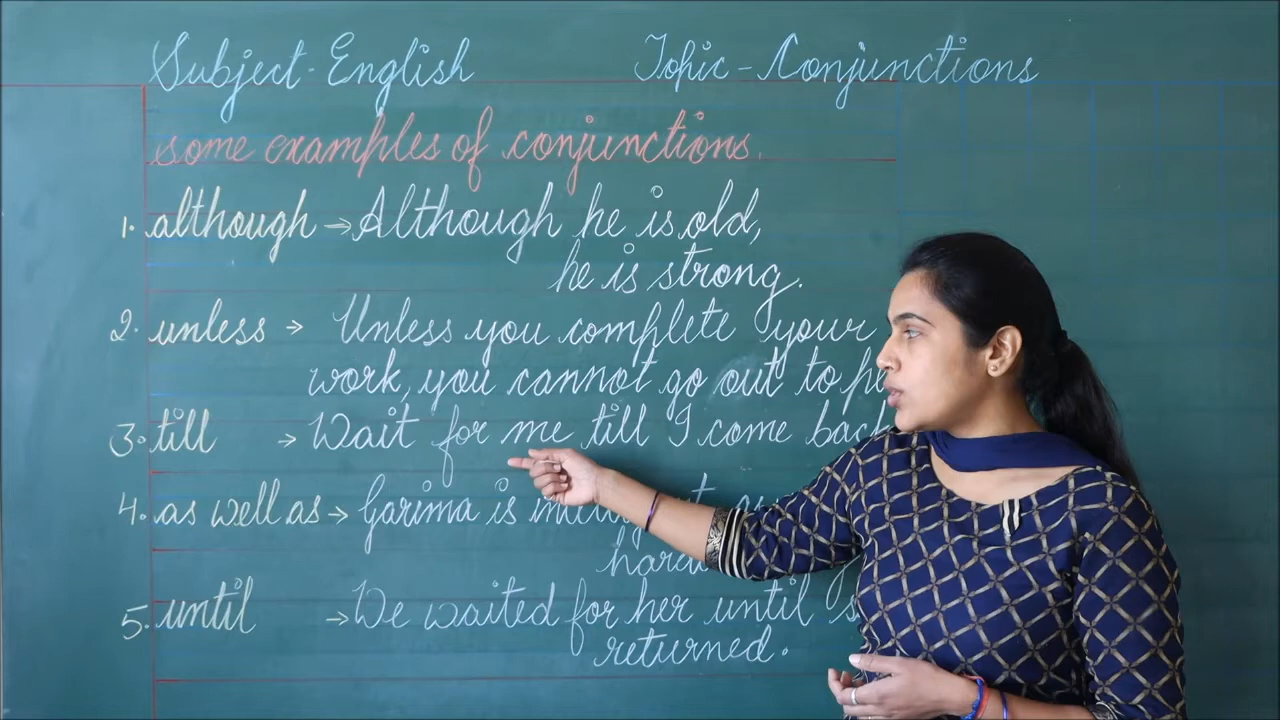 Subject-English Topic-Conjunctions
some examples of conjunctions.
1. although → Although he is old,
he is strong.
2. unless → Unless you complete your
work, you cannot go out to
3. till → Wait for me till I come back
4. as well as → Garima is
5. until → We waited for her until
returned.